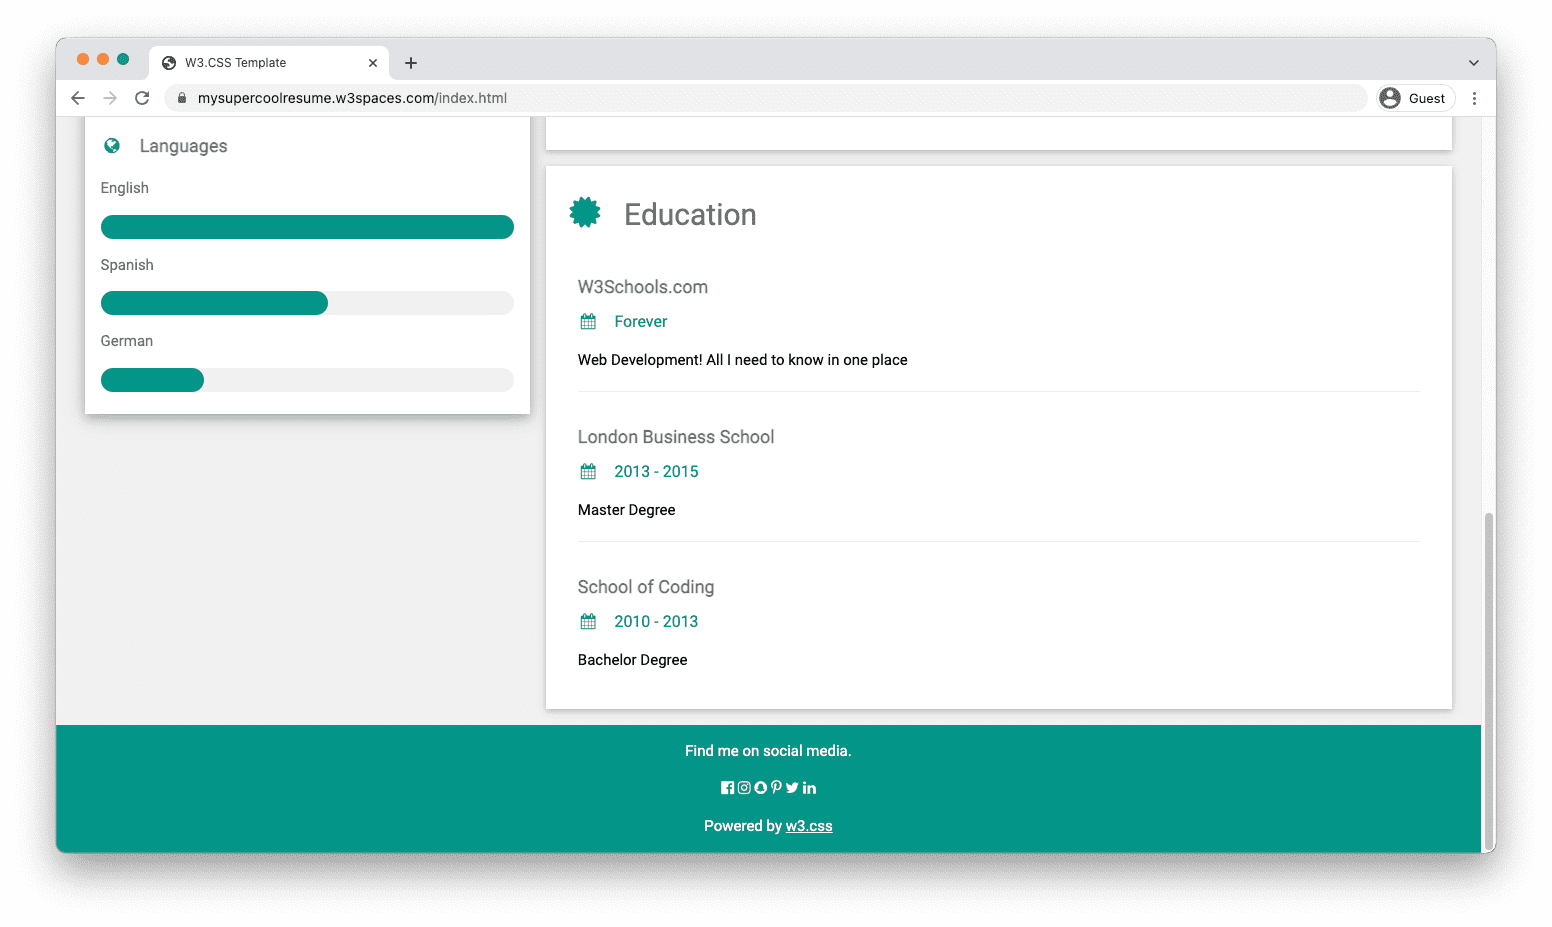 W3.CSS Template
mysupercoolresume.w3spaces.com/index.html
Guest
Languages
English
Spanish
German
Education
W3Schools.com
Forever
Web Development! All I need to know in one place
London Business School
2013 - 2015
Master Degree
School of Coding
2010 - 2013
Bachelor Degree
Find me on social media.
Powered by w3.css